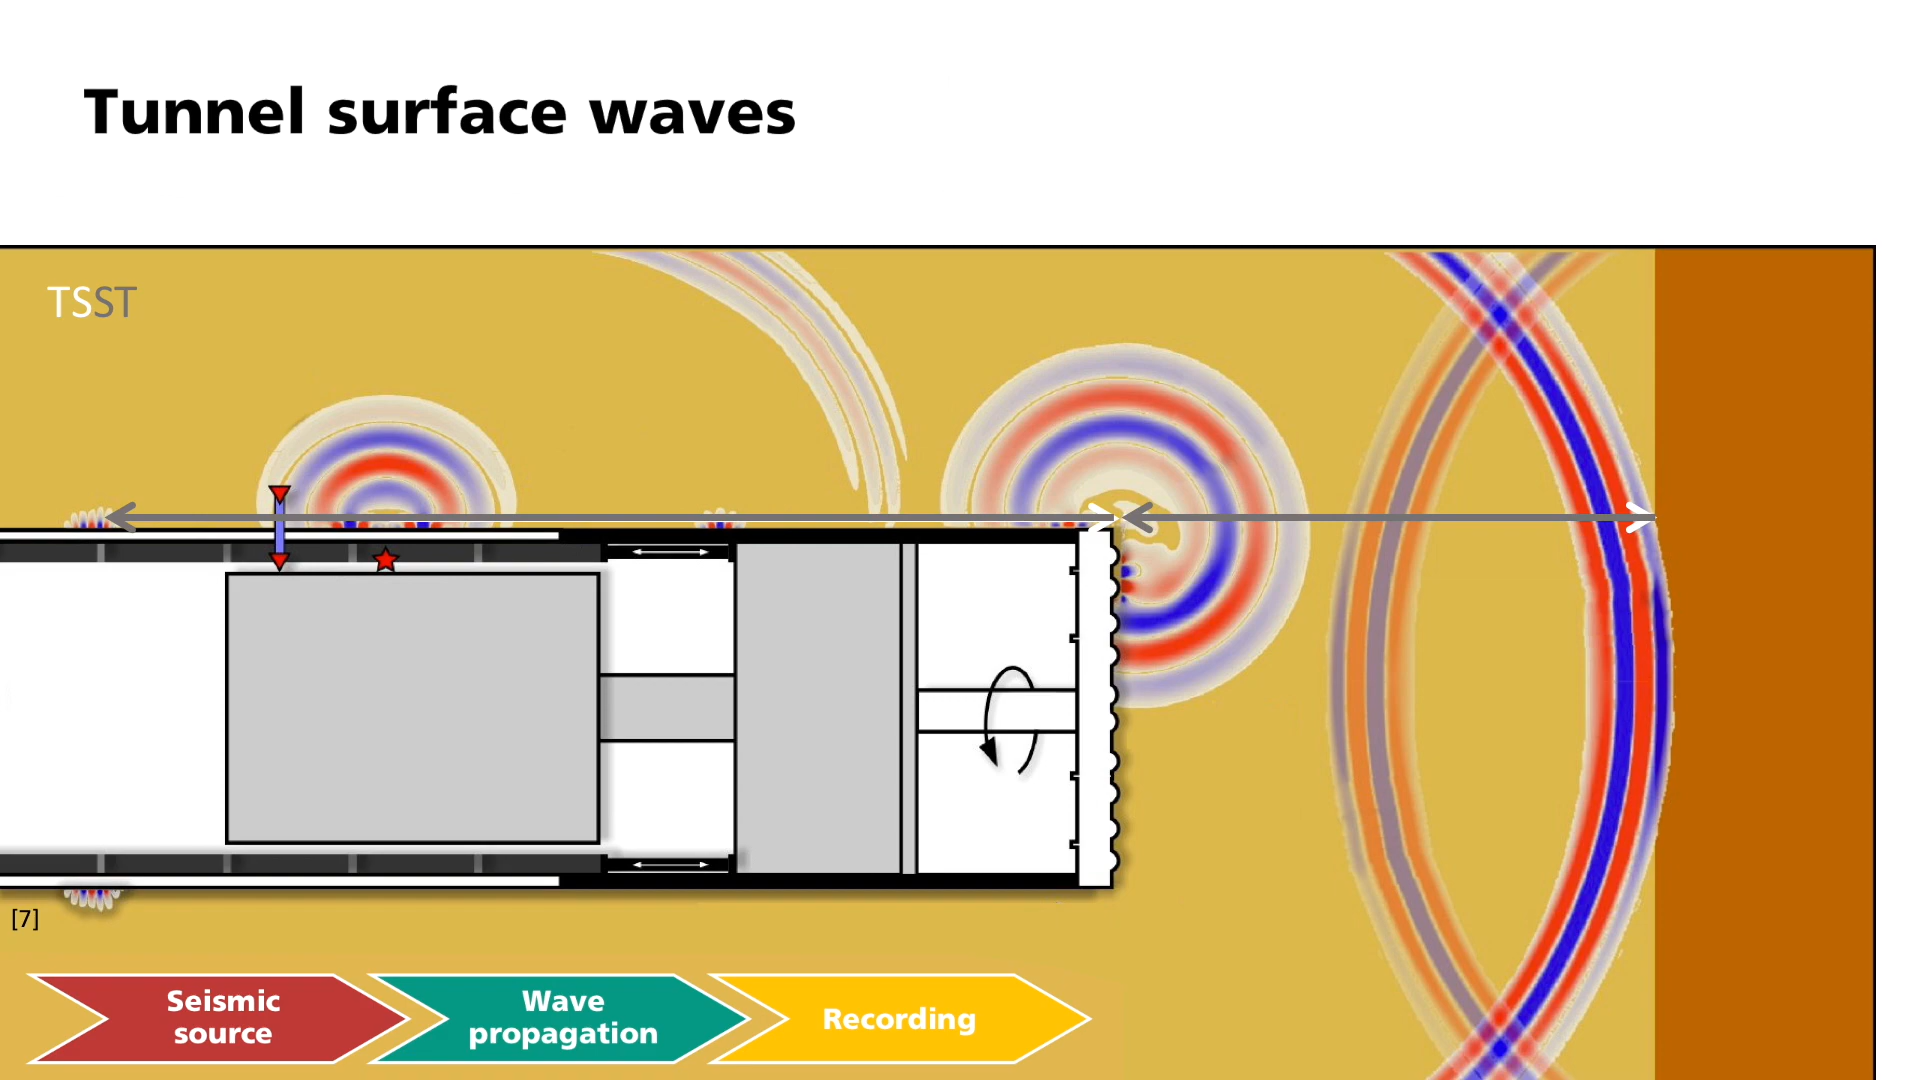 Tunnel surface waves
TSST
[7]
Seismic
source
Wave
propagation
Recording